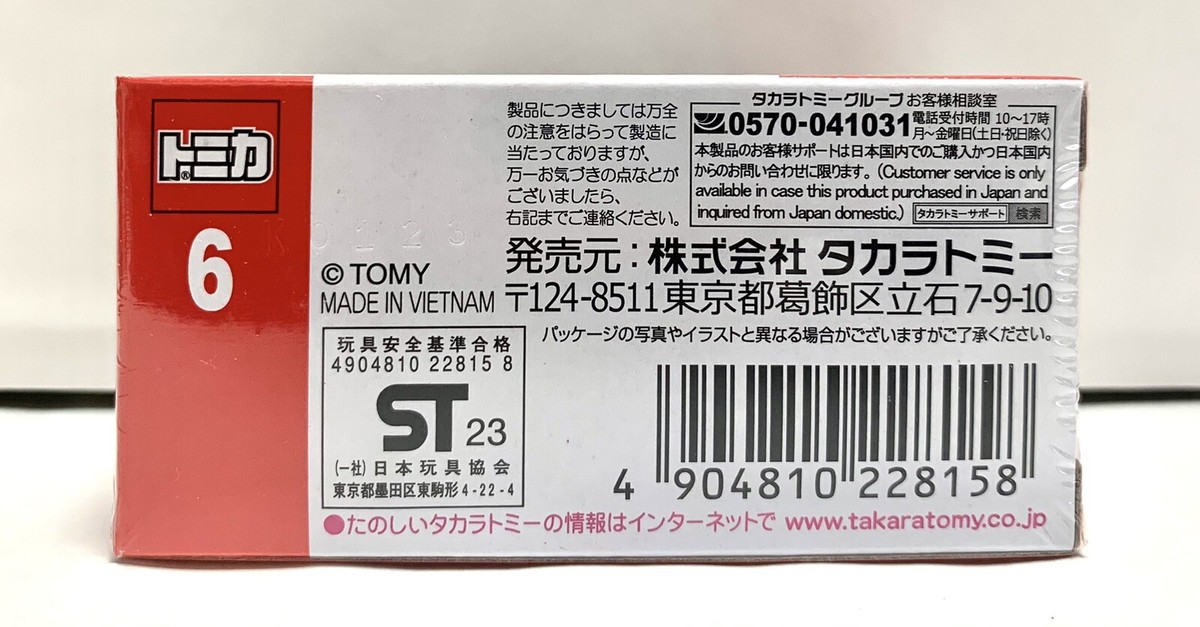 トミカ
®
6
製品につきましては万全
の注意をはらって製造に
当たっておりますが、
万一お気づきの点などが
ございましたら、
右記までご連絡ください。
タカラトミーグループ お客様相談室
0570-041031 電話受付時間 10〜17時
月〜金曜日(土日・祝日除く)
本製品のお客様サポートは日本国内でのご購入かつ日本国内
からのお問い合わせに限ります。(Customer service is only
available in case this product purchased in Japan and
inquired from Japan domestic.) タカラトミーサポート 検索
© TOMY
MADE IN VIETNAM
発売元：株式会社 タカラトミー
〒124-8511 東京都葛飾区立石7-9-10
パッケージの写真やイラストと異なる場合がございますがご了承ください。
玩具安全基準合格
4904810 22815 8
ST 23
(一社)日本玩具協会
東京都墨田区東駒形4-22-4
4 904810 228158
●たのしいタカラトミーの情報はインターネットで www.takaratomy.co.jp